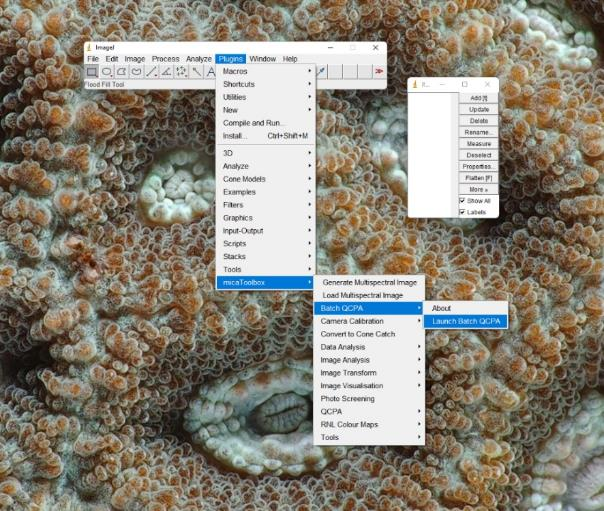 ImageJ
File Edit Image Process Analyze Plugins Window Help
A
Flood Fill Tool
Macros
Shortcuts
Utilities
New
Compile and Run...
Install... Ctrl+Shift+M
3D
Analyze
Cone Models
Examples
Filters
Graphics
Input-Output
Scripts
Stacks
Tools
micaToolbox
Generate Multispectral Image
Load Multispectral Image
Batch QCPA
Camera Calibration
Convert to Cone Catch
Data Analysis
Image Analysis
Image Transform
Image Visualisation
Photo Screening
QCPA
RNL Colour Maps
Tools
About
Launch Batch QCPA
Add [t]
Update
Delete
Rename...
Measure
Deselect
Properties...
Flatten [F]
More »
Show All
Labels